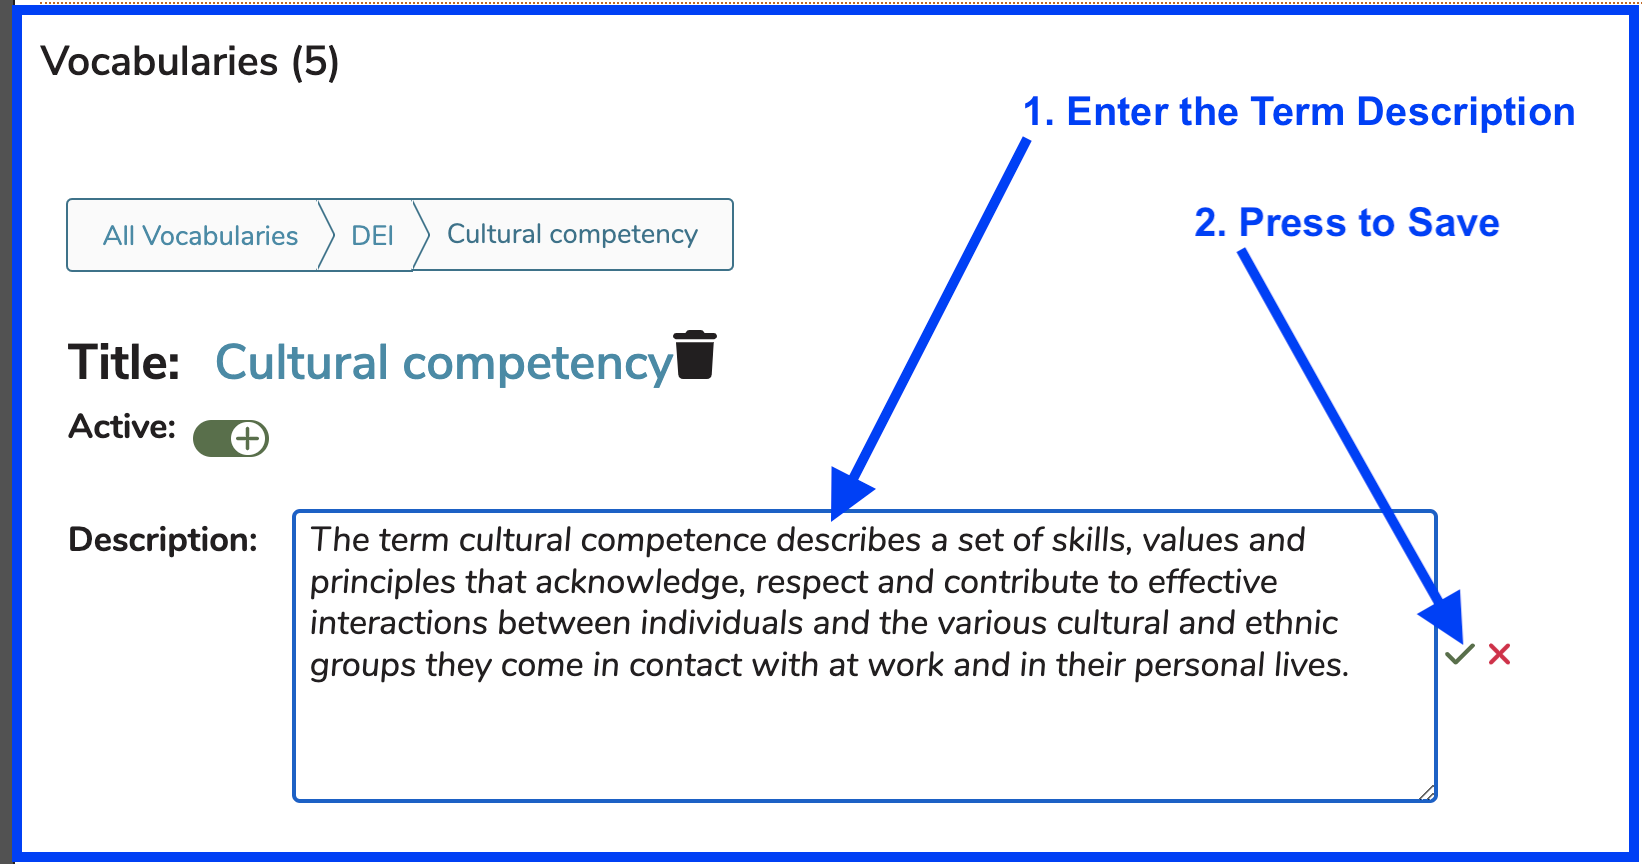 Vocabularies (5)
1. Enter the Term Description
2. Press to Save
All Vocabularies DEI Cultural competency
Title: Cultural competency
Active:
Description:
The term cultural competence describes a set of skills, values and
principles that acknowledge, respect and contribute to effective
interactions between individuals and the various cultural and ethnic
groups they come in contact with at work and in their personal lives.